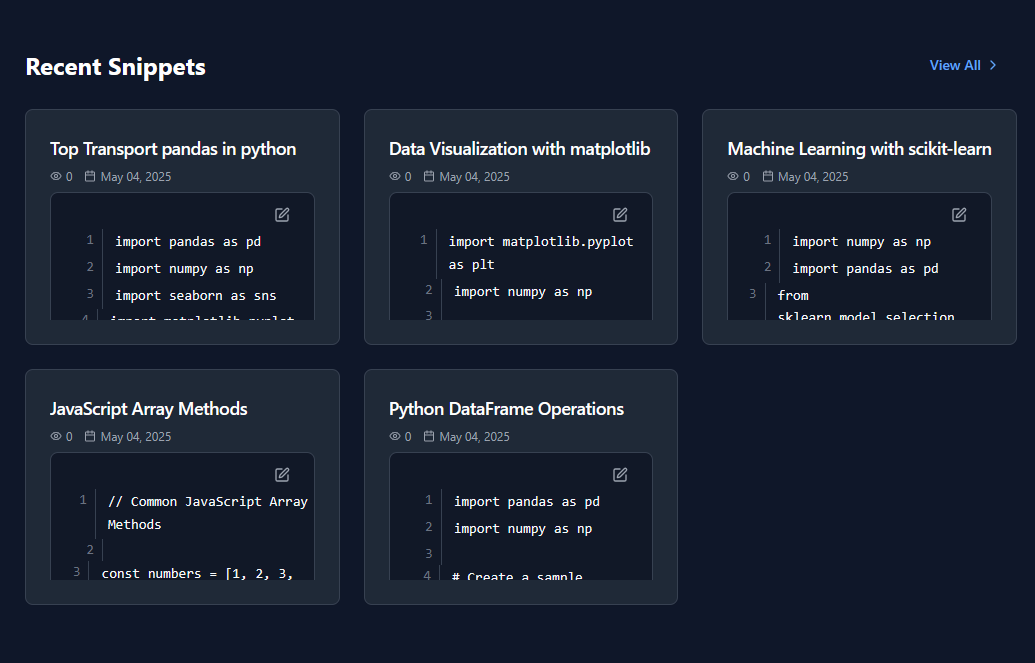 Recent Snippets
View All
Top Transport pandas in python
0 May 04, 2025
1 import pandas as pd
2 import numpy as np
3 import seaborn as sns
4 import matplotlib.pyplot
Data Visualization with matplotlib
0 May 04, 2025
1 import matplotlib.pyplot
as plt
2 import numpy as np
3
Machine Learning with scikit-learn
0 May 04, 2025
1 import numpy as np
2 import pandas as pd
3 from
sklearn.model_selection
JavaScript Array Methods
0 May 04, 2025
1 // Common JavaScript Array
Methods
2
3 const numbers = [1, 2, 3,
Python DataFrame Operations
0 May 04, 2025
1 import pandas as pd
2 import numpy as np
3
4 # Create a sample